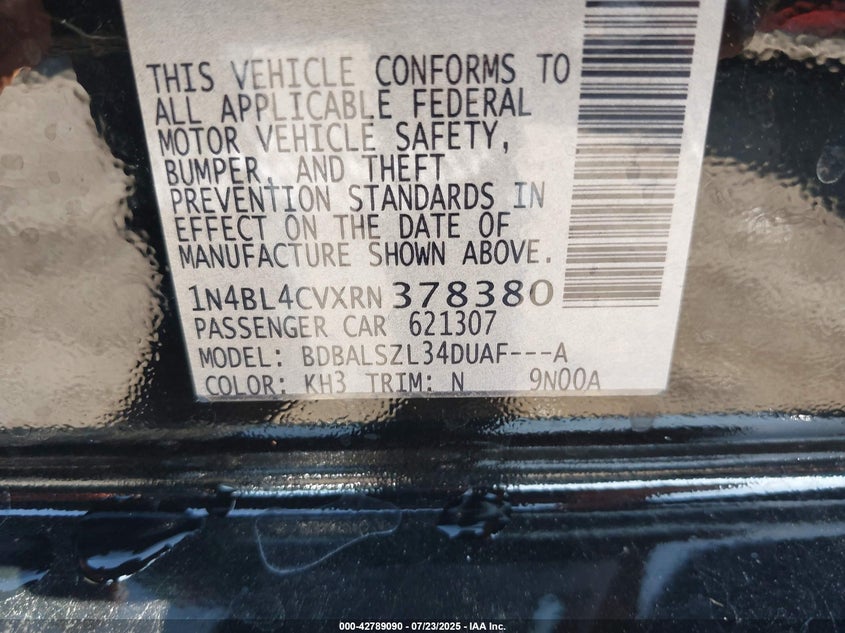 THIS VEHICLE CONFORMS TO
ALL APPLICABLE FEDERAL
MOTOR VEHICLE SAFETY,
BUMPER, AND THEFT
PREVENTION STANDARDS IN
EFFECT ON THE DATE OF
MANUFACTURE SHOWN ABOVE.
1N4BL4CVXRN 378380
PASSENGER CAR 621307
MODEL: BDBALSZL34DUAF---A
COLOR: KH3 TRIM: N 9N00A
000-42789090 - 07/23/2025 - IAA Inc.